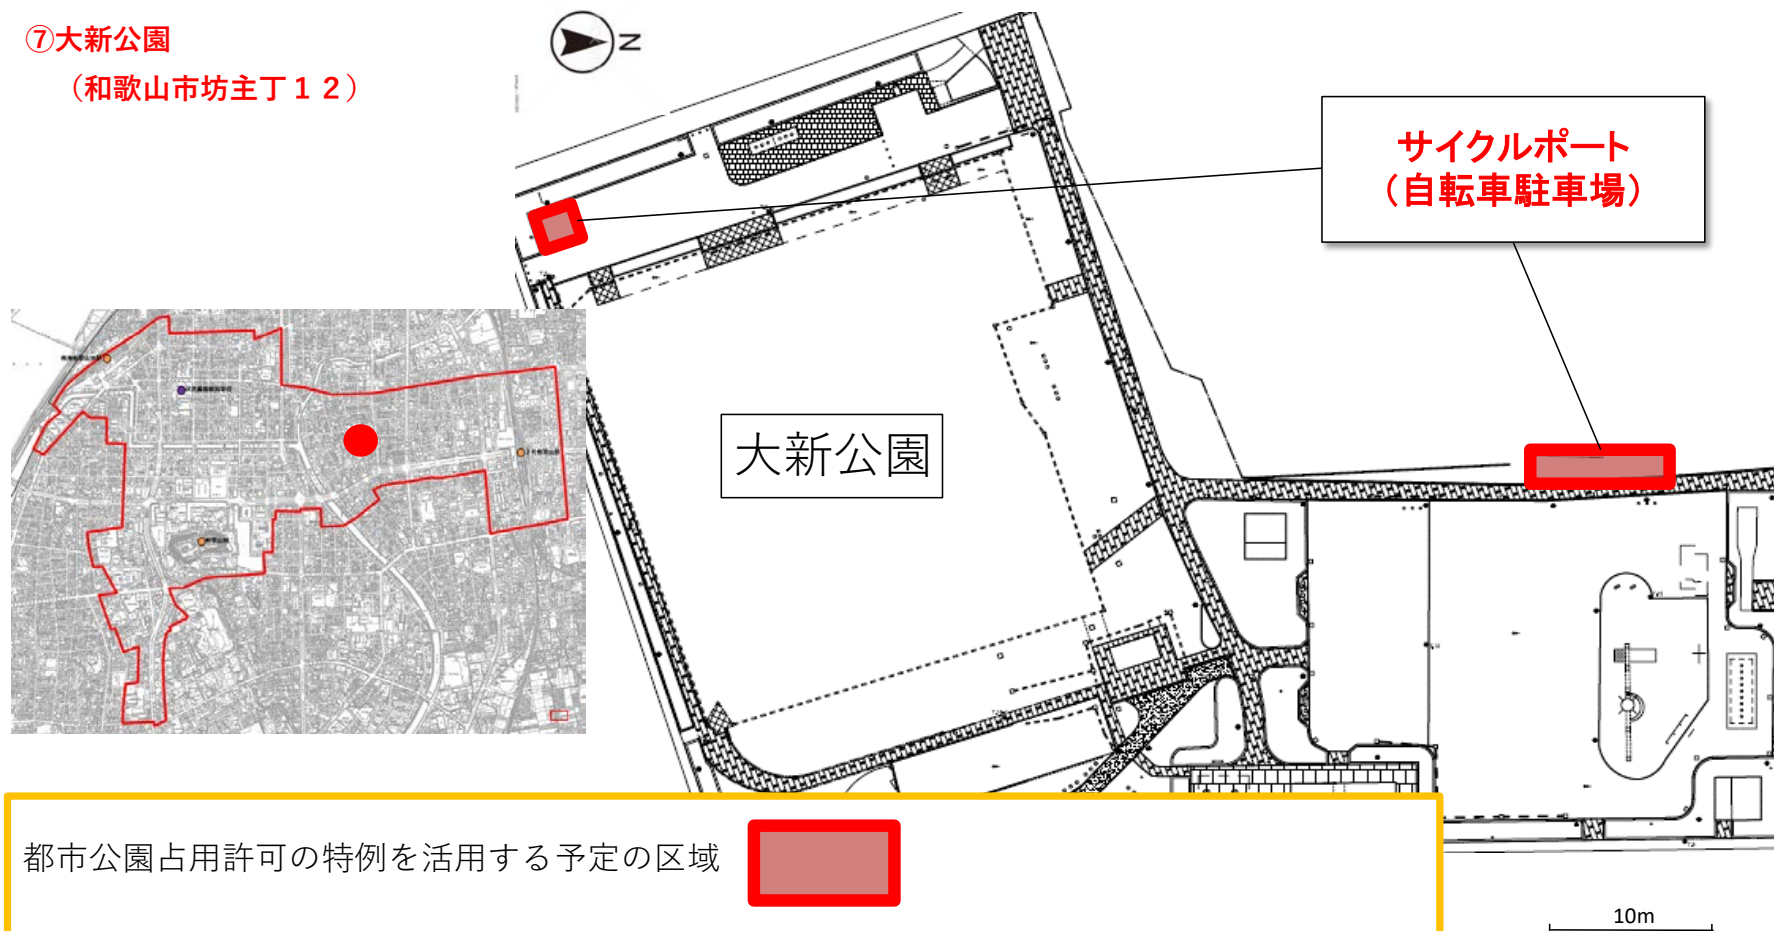 ⑦大新公園
（和歌山市坊主丁１２）
N
サイクルポート
（自転車駐車場）
大新公園
都市公園占用許可の特例を活用する予定の区域
10m